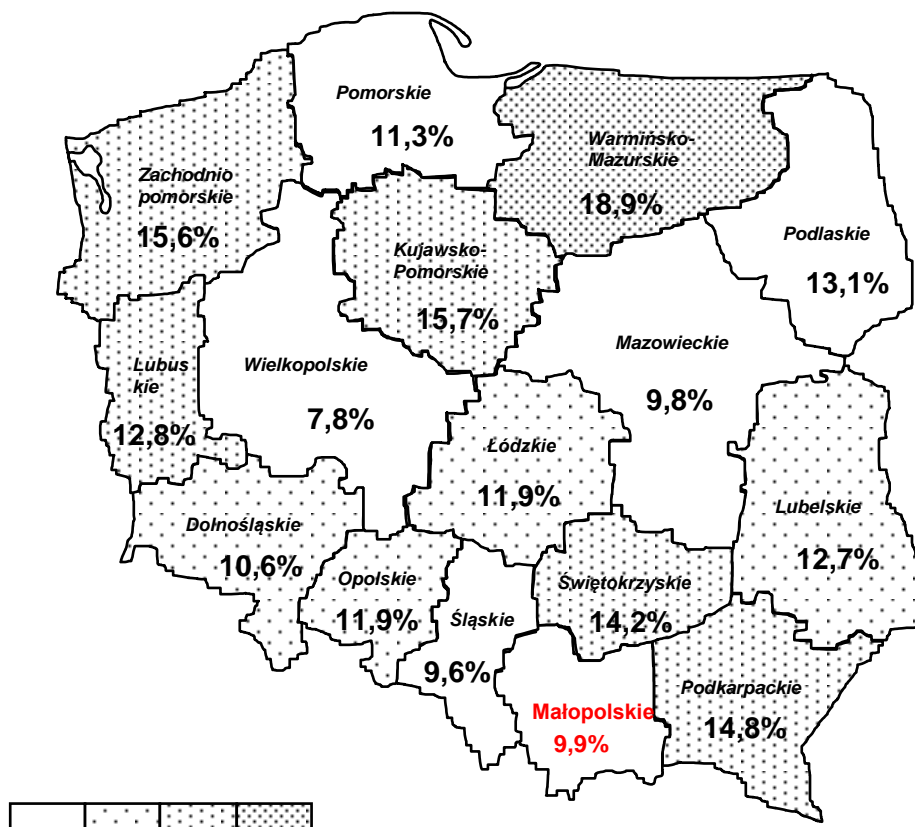 Pomorskie
11,3%
Warmińsko-
Mazurskie
18,9%
Zachodnio
pomorskie
15,6%
Kujawsko-
Pomorskie
15,7%
Podlaskie
13,1%
Mazowieckie
9,8%
Lubus
kie
12,8%
Wielkopolskie
7,8%
Łódzkie
11,9%
Lubelskie
12,7%
Dolnośląskie
10,6%
Opolskie
11,9%
Śląskie
9,6%
Świętokrzyskie
14,2%
Małopolskie
9,9%
Podkarpackie
14,8%